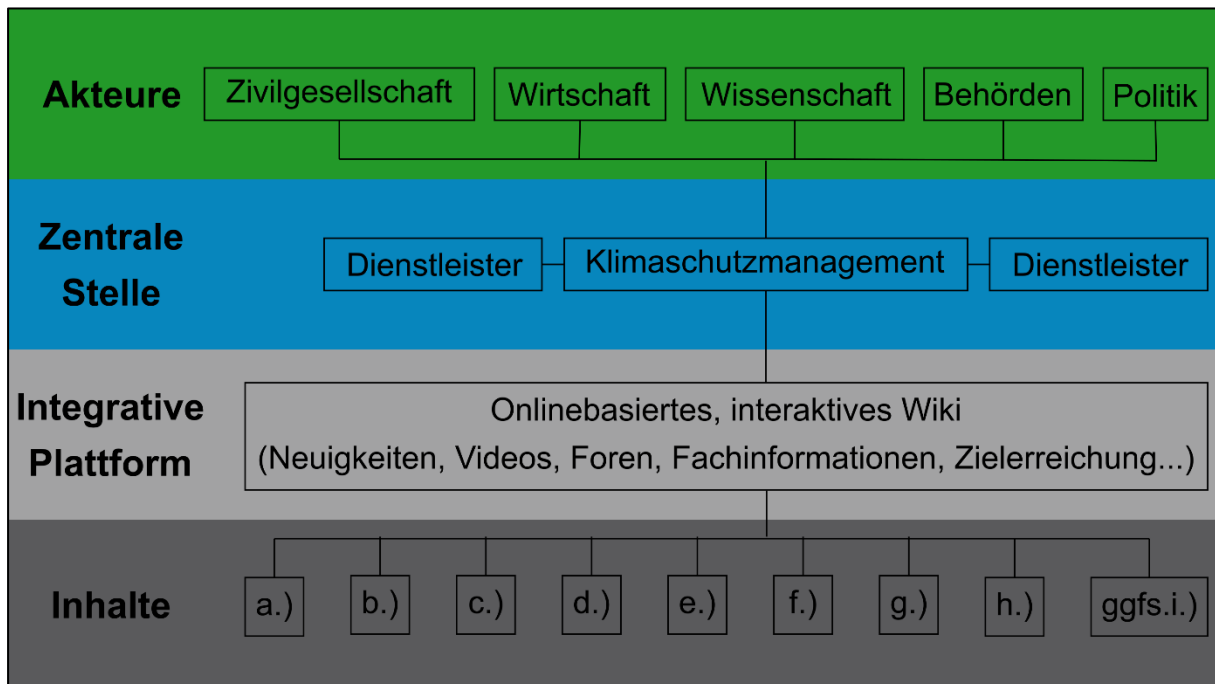 Akteure
Zivilgesellschaft
Wirtschaft
Wissenschaft
Behörden
Politik
Zentrale
Stelle
Dienstleister
Klimaschutzmanagement
Dienstleister
Integrative
Plattform
Onlinebasiertes, interaktives Wiki
(Neuigkeiten, Videos, Foren, Fachinformationen, Zielerreichung...)
Inhalte
a.)
b.)
c.)
d.)
e.)
f.)
g.)
h.)
ggfs.i.)